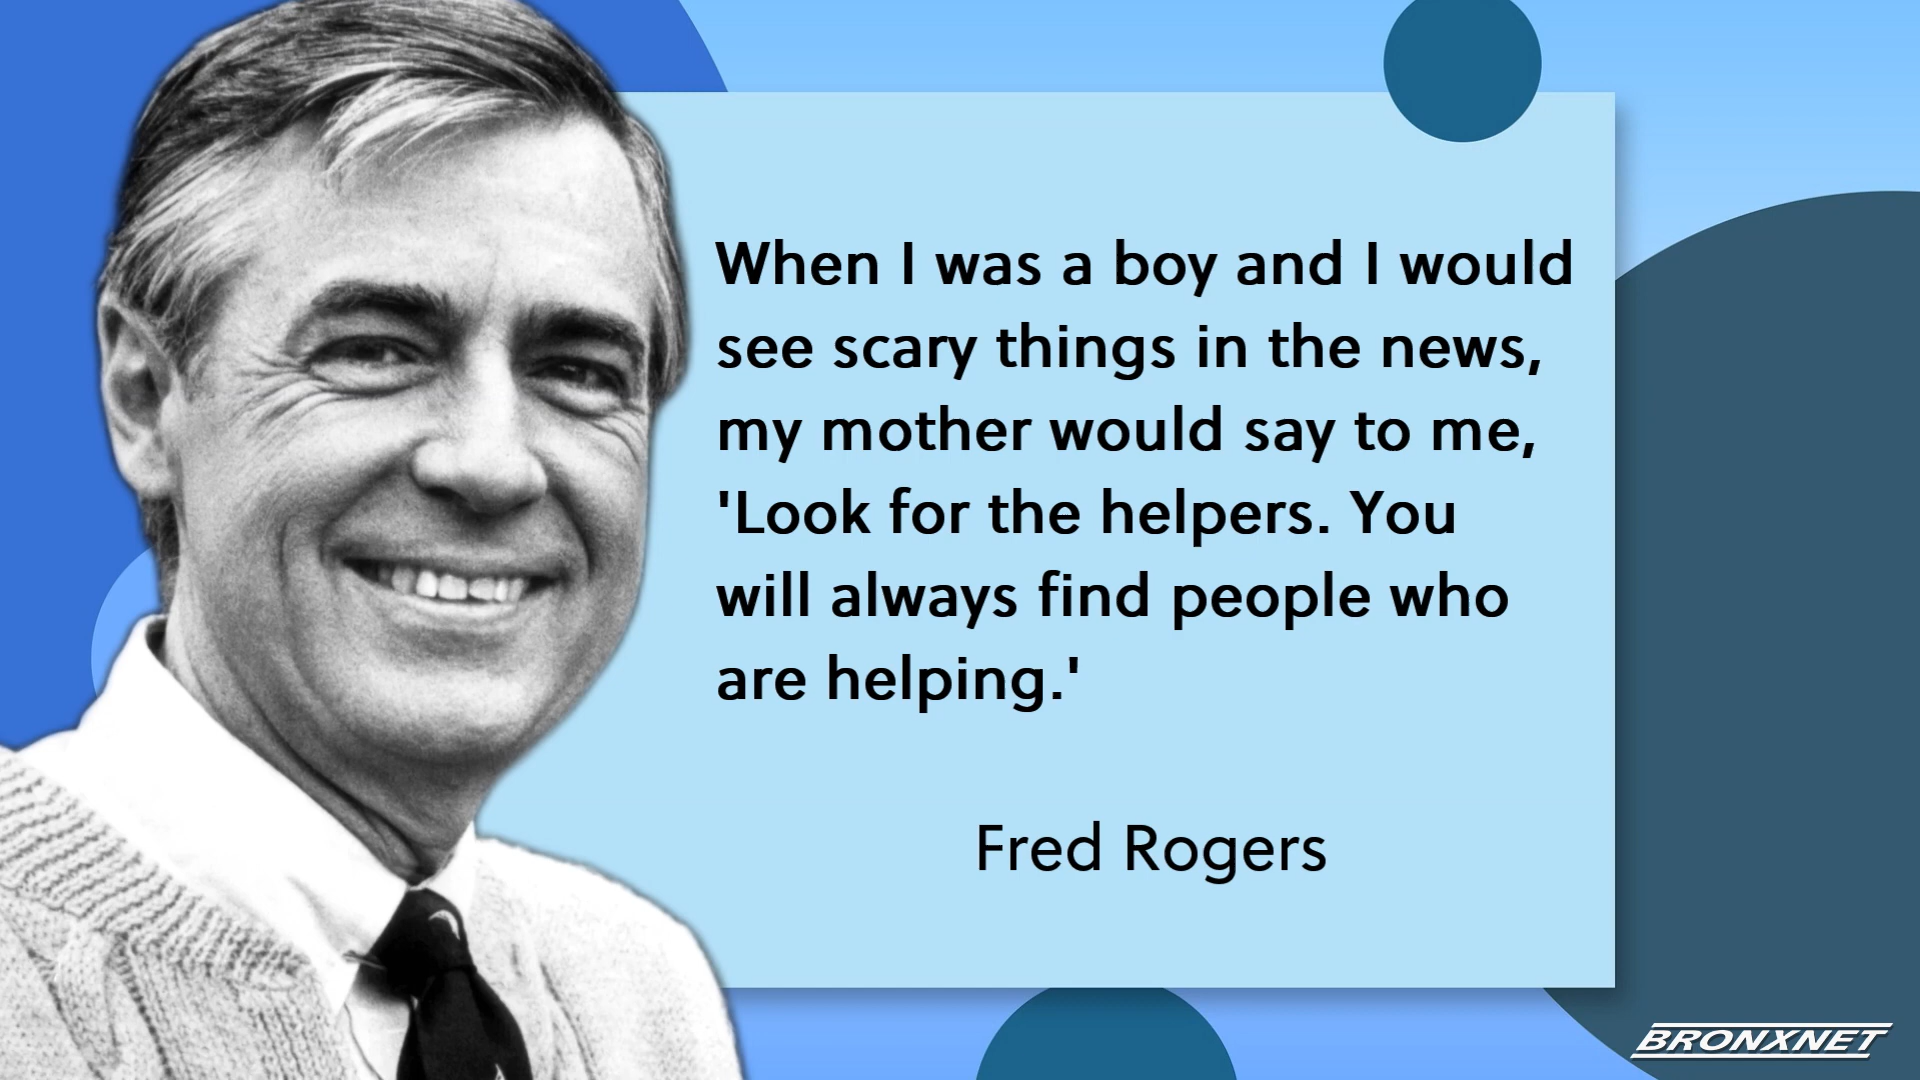 When I was a boy and I would
see scary things in the news,
my mother would say to me,
'Look for the helpers. You
will always find people who
are helping.'
Fred Rogers
BRONXNET